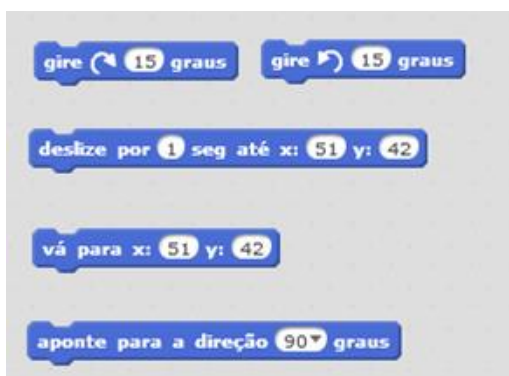 gire 15 graus gire 15 graus
deslize por 1 seg até x: 51 y: 42
vá para x: 51 y: 42
aponte para a direção 90 graus